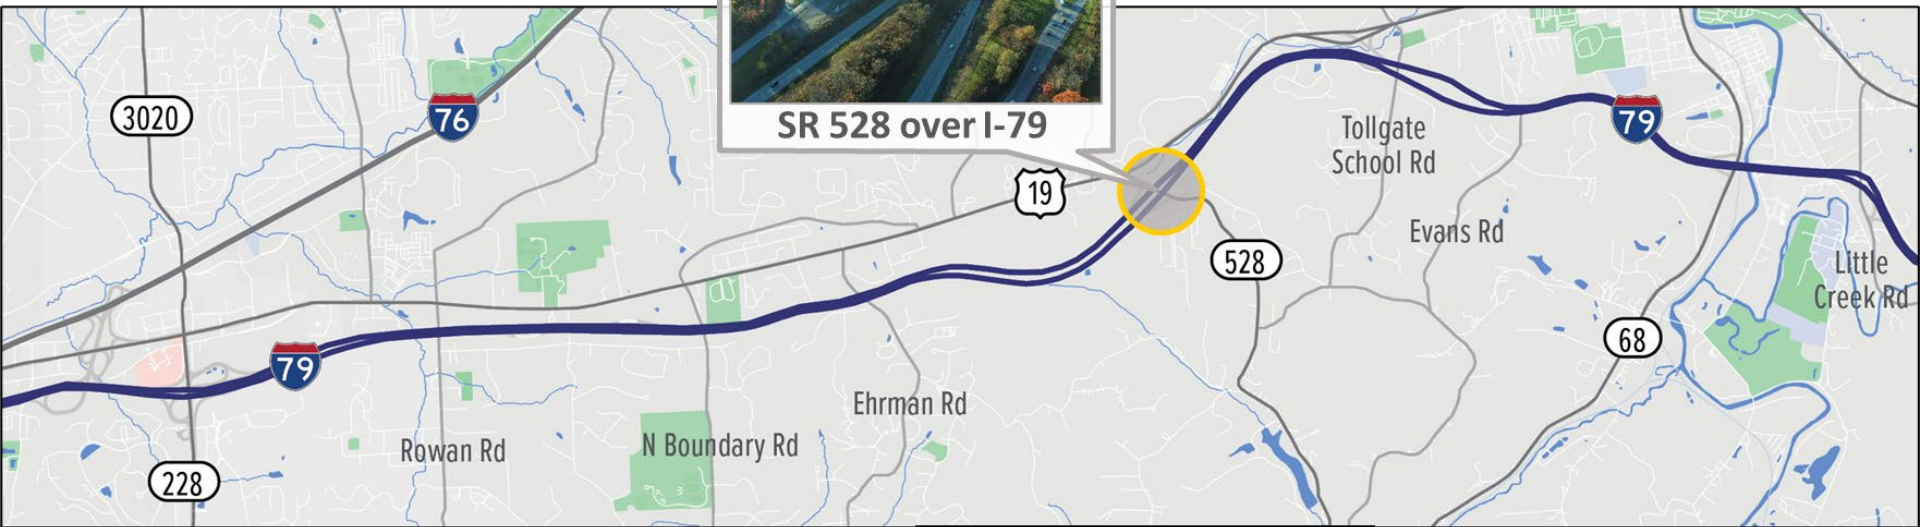 SR 528 over I-79
3020
76
79
Tollgate
School Rd
19
Evans Rd
528
Little
Creek Rd
68
79
Ehrman Rd
N Boundary Rd
Rowan Rd
228